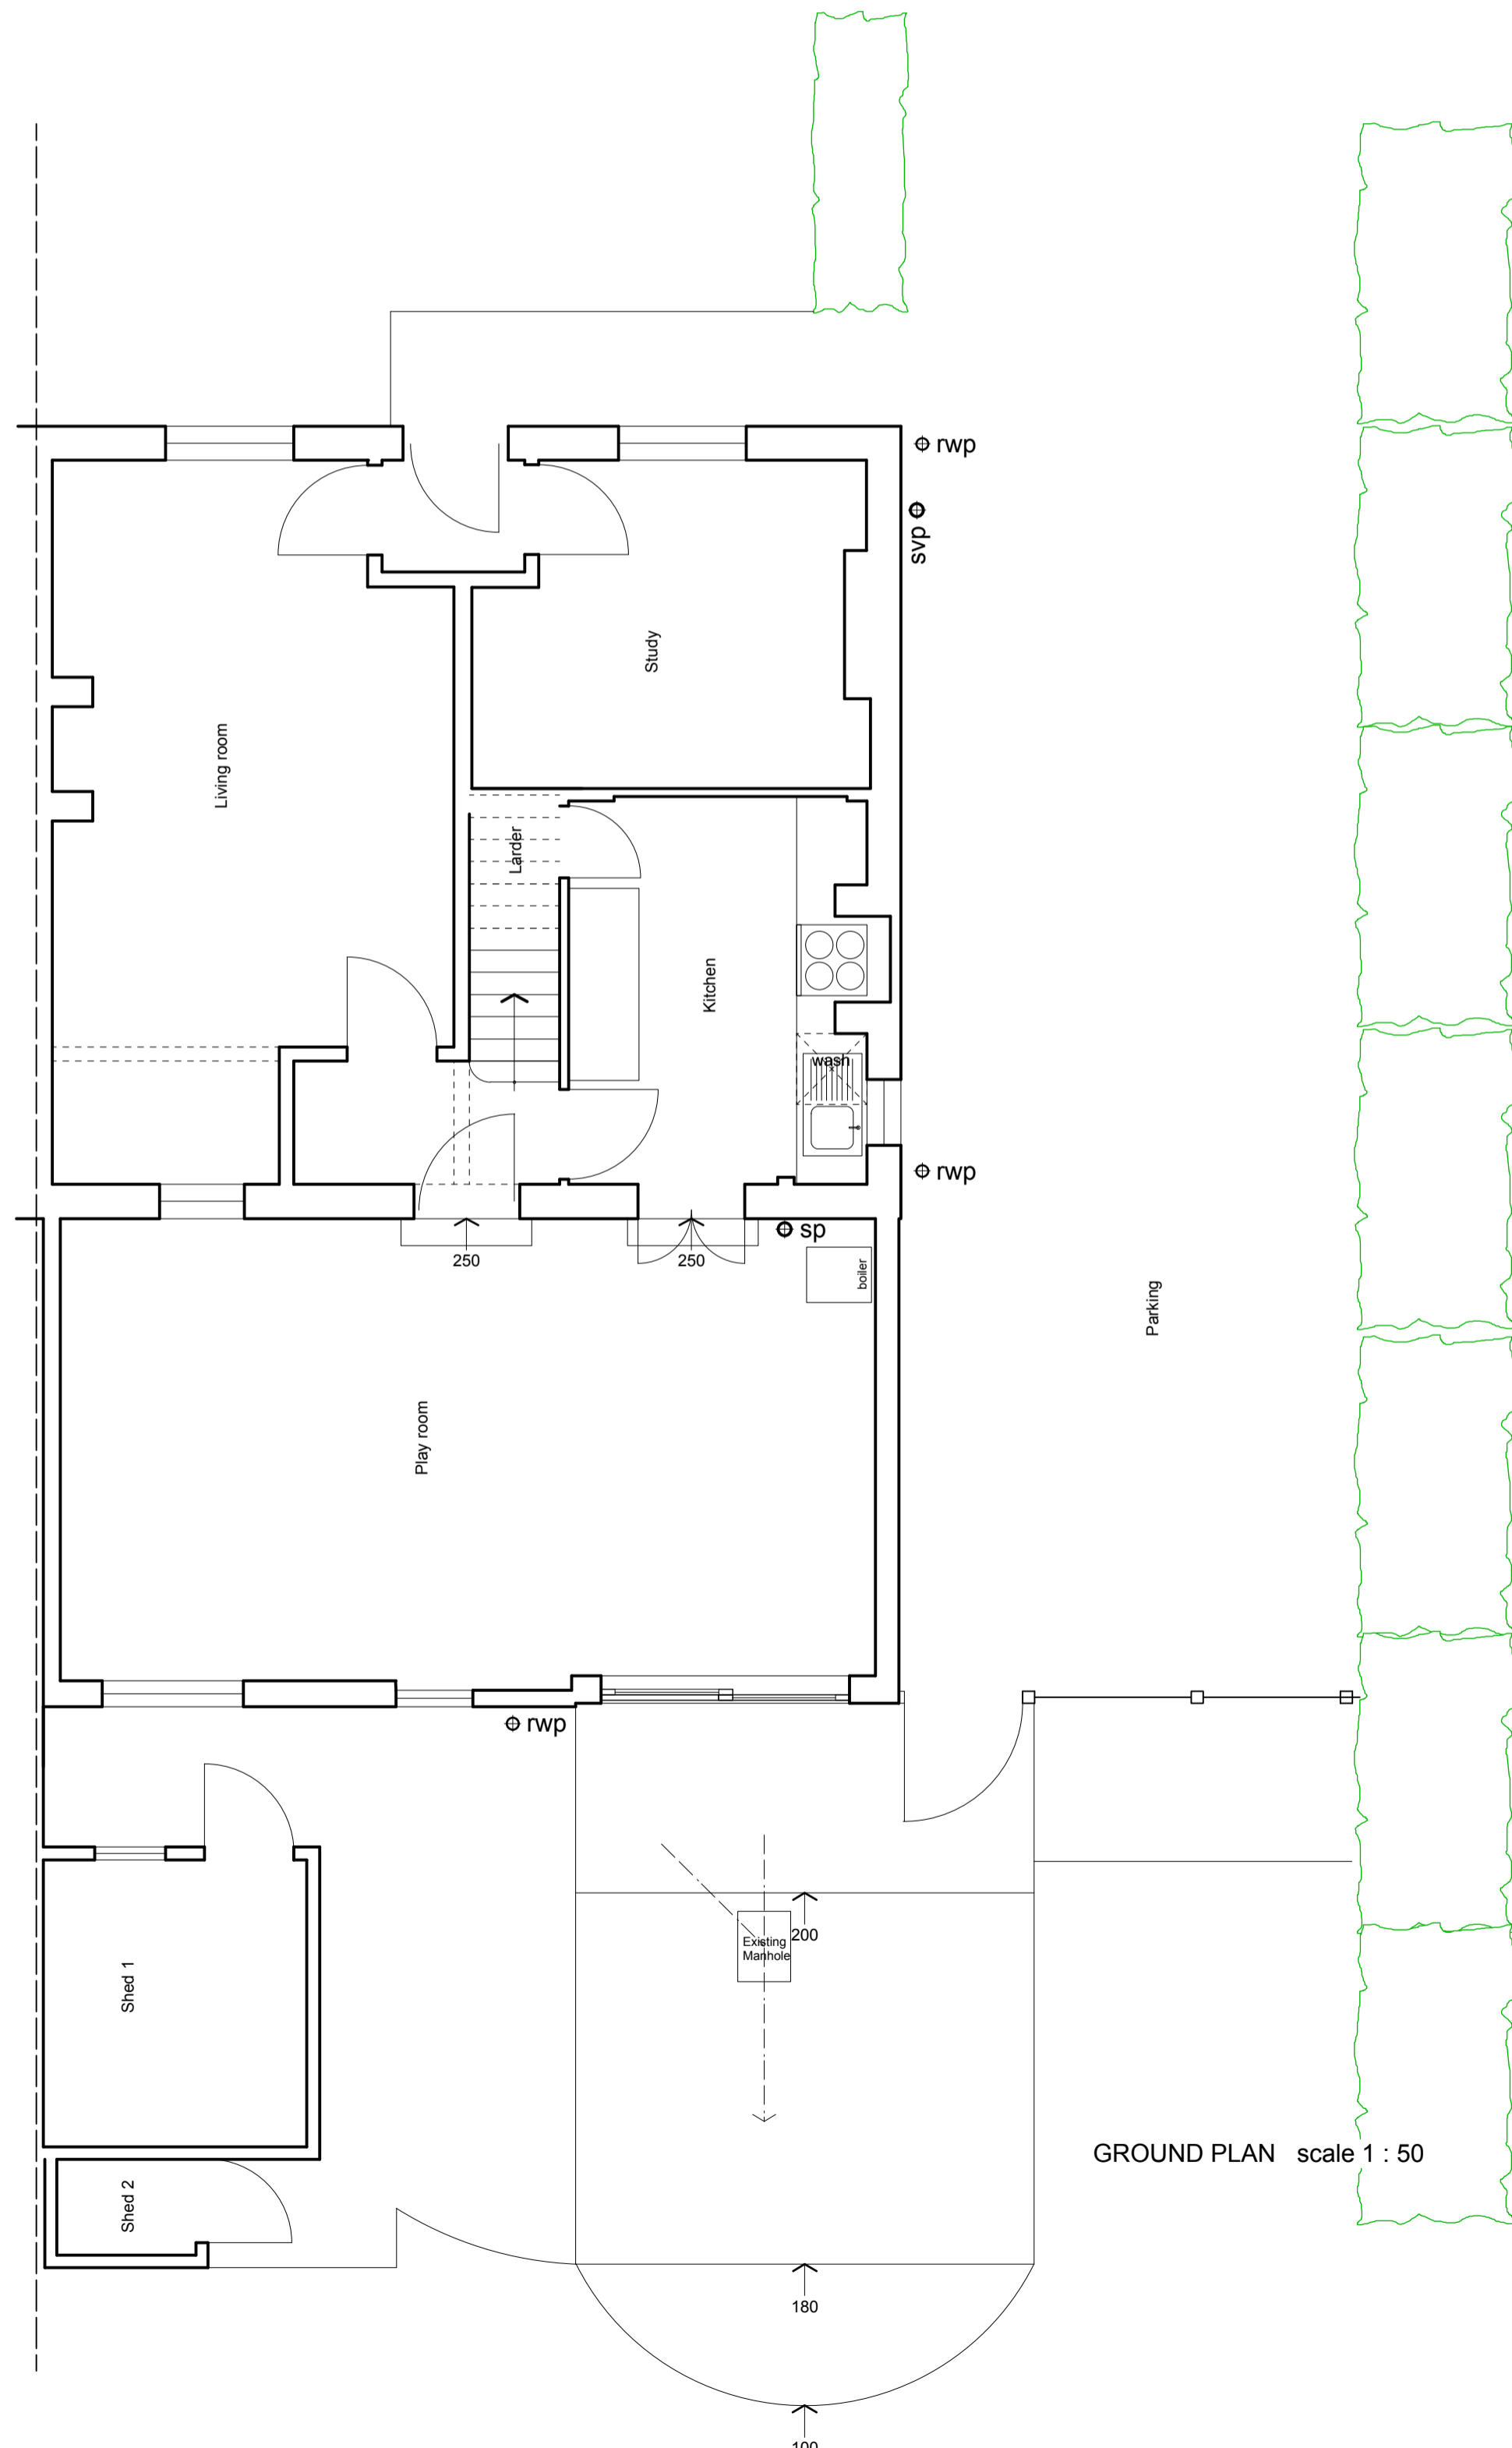 rwp
svp
Study
Living room
Larder
Kitchen
wash
rwp
sp
250
250
boiler
Parking
Play room
rwp
200
Existing
Manhole
Shed 1
GROUND PLAN scale 1 : 50
Shed 2
180
100